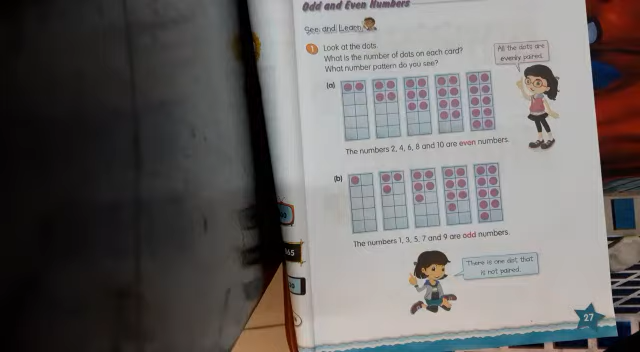 Odd and Even Numbers
See and Learn
1 Look at the dots.
What is the number of dots on each card?
What number pattern do you see?
All the dots are
evenly paired.
(a)
The numbers 2, 4, 6, 8 and 10 are even numbers.
(b)
The numbers 1, 3, 5, 7 and 9 are odd numbers.
There is one dot that
is not paired.
27